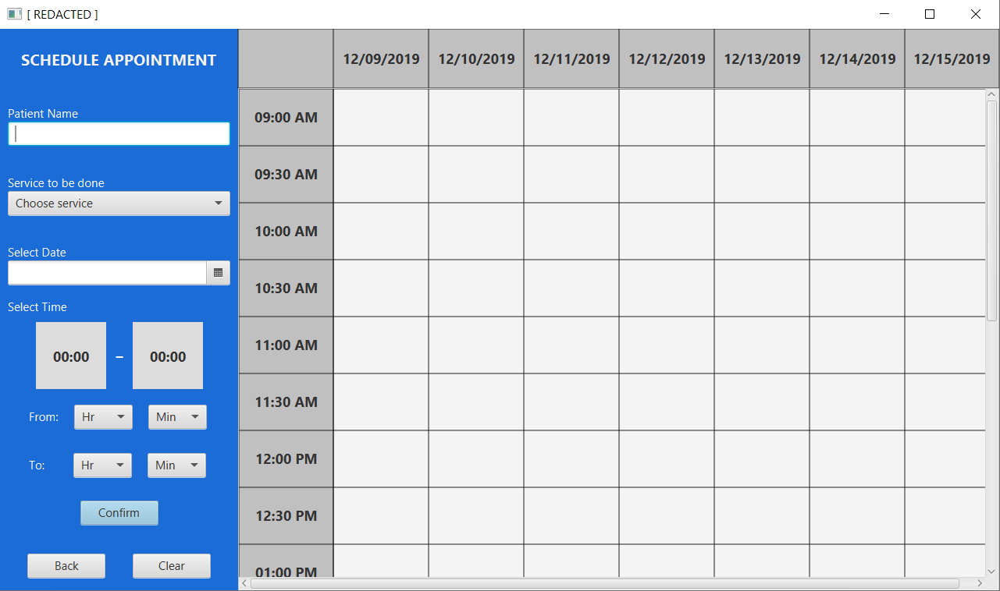 [ REDACTED ]
SCHEDULE APPOINTMENT
Patient Name
Service to be done
Choose service
Select Date
Select Time
00:00 – 00:00
From: Hr Min
To: Hr Min
Confirm
Back Clear
12/09/2019 12/10/2019 12/11/2019 12/12/2019 12/13/2019 12/14/2019 12/15/2019
09:00 AM
09:30 AM
10:00 AM
10:30 AM
11:00 AM
11:30 AM
12:00 PM
12:30 PM
01:00 PM